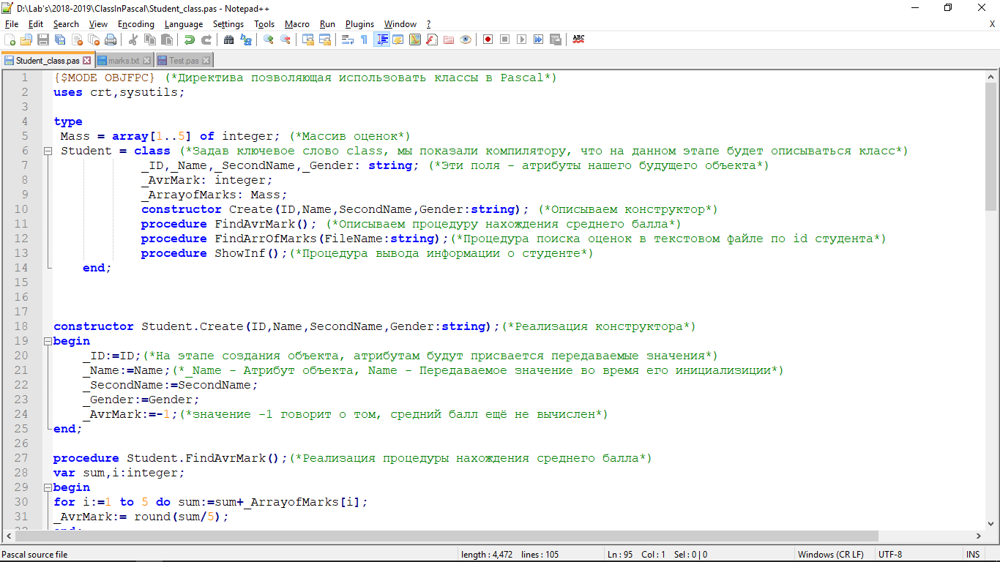 D:\Lab's\2018-2019\ClassInPascal\Student_class.pas - Notepad++
File Edit Search View Encoding Language Settings Tools Macro Run Plugins Window ? X
ABC
Student_class.pas marks.txt Test.pas
1 {$MODE OBJFPC} (*Директива позволяющая использовать классы в Pascal*)
2 uses crt,sysutils;
3
4 type
5 Mass = array[1..5] of integer; (*Массив оценок*)
6 Student = class (*Задав ключевое слово class, мы показали компилятору, что на данном этапе будет описываться класс*)
7 _ID,_Name,_SecondName,_Gender: string; (*Эти поля - атрибуты нашего будущего объекта*)
8 _AvrMark: integer;
9 _ArrayofMarks: Mass;
10 constructor Create(ID,Name,SecondName,Gender:string); (*Описываем конструктор*)
11 procedure FindAvrMark(); (*Описываем процедуру нахождения среднего балла*)
12 procedure FindArrOfMarks(FileName:string);(*Процедура поиска оценок в текстовом файле по id студента*)
13 procedure ShowInf();(*Процедура вывода информации о студенте*)
14 end;
15
16
17
18 constructor Student.Create(ID,Name,SecondName,Gender:string);(*Реализация конструктора*)
19 begin
20 _ID:=ID;(*На этапе создания объекта, атрибутам будут присвается передаваемые значения*)
21 _Name:=Name;(*_Name - Атрибут объекта, Name - Передаваемое значение во время его инициализиции*)
22 _SecondName:=SecondName;
23 _Gender:=Gender;
24 _AvrMark:=-1;(*значение -1 говорит о том, средний балл ещё не вычислен*)
25 end;
26
27 procedure Student.FindAvrMark();(*Реализация процедуры нахождения среднего балла*)
28 var sum,i:integer;
29 begin
30 for i:=1 to 5 do sum:=sum+_ArrayofMarks[i];
31 _AvrMark:= round(sum/5);
32 end;
Pascal source file length : 4,472 lines : 105 Ln : 95 Col : 1 Sel : 0 | 0 Windows (CR LF) UTF-8 INS